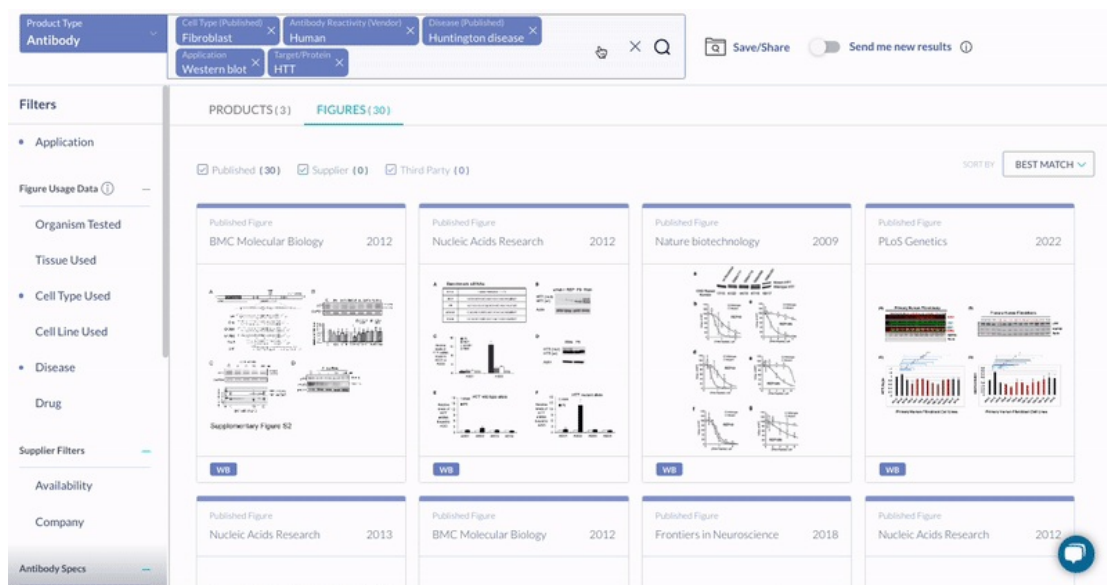 Product Type
Antibody
Cell Type (Published)
Fibroblast
Antibody Reactivity (Vendor)
Human
Disease (Published)
Huntington disease
Application
Western blot
Target/Protein
HTT
Save/Share
Send me new results
Filters
PRODUCTS (3)
FIGURES (30)
Application
Published (30)
Supplier (0)
Third Party (0)
SORT BY
BEST MATCH
Figure Usage Data
Organism Tested
Tissue Used
Cell Type Used
Cell Line Used
Disease
Drug
Supplier Filters
Availability
Company
Antibody Specs
Published Figure
BMC Molecular Biology 2012
Supplementary Figure S2
WB
Published Figure
Nucleic Acids Research 2012
WB
Published Figure
Nature biotechnology 2009
WB
Published Figure
PLoS Genetics 2022
WB
Published Figure
Nucleic Acids Research 2013
Published Figure
BMC Molecular Biology 2012
Published Figure
Frontiers in Neuroscience 2018
Published Figure
Nucleic Acids Research 2012